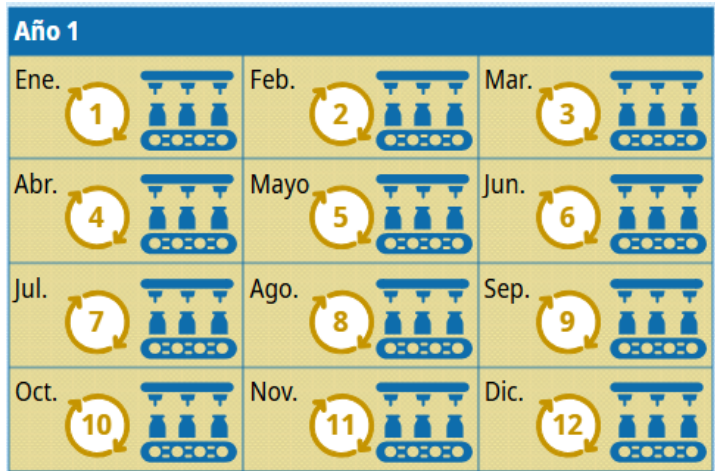 Año 1
Ene. 1 Feb. 2 Mar. 3
Abr. 4 Mayo 5 Jun. 6
Jul. 7 Ago. 8 Sep. 9
Oct. 10 Nov. 11 Dic. 12